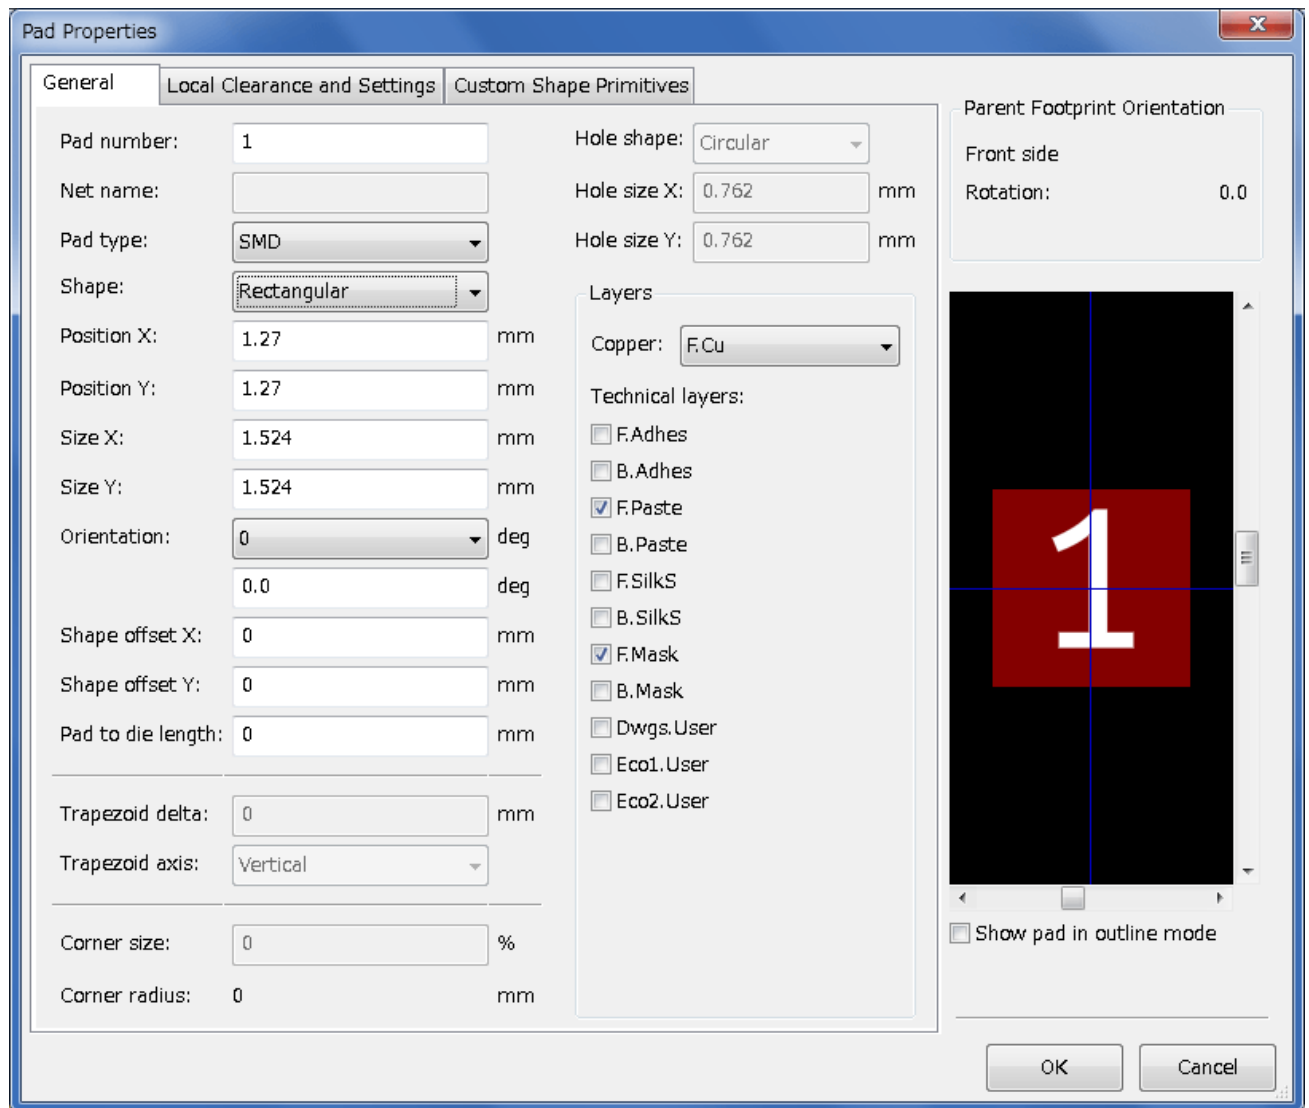 Pad Properties
General
Local Clearance and Settings
Custom Shape Primitives
Pad number: 1
Net name:
Pad type: SMD
Shape: Rectangular
Position X: 1.27 mm
Position Y: 1.27 mm
Size X: 1.524 mm
Size Y: 1.524 mm
Orientation: 0 deg
0.0 deg
Shape offset X: 0 mm
Shape offset Y: 0 mm
Pad to die length: 0 mm
Trapezoid delta: 0 mm
Trapezoid axis: Vertical
Corner size: 0 %
Corner radius: 0 mm
Hole shape: Circular
Hole size X: 0.762 mm
Hole size Y: 0.762 mm
Layers
Copper: F.Cu
Technical layers:
F.Adhes
B.Adhes
F.Paste
B.Paste
F.SilkS
B.SilkS
F.Mask
B.Mask
Dwgs.User
Eco1.User
Eco2.User
Parent Footprint Orientation
Front side
Rotation: 0.0
1
Show pad in outline mode
OK
Cancel